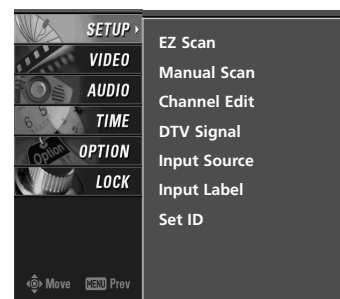 SETUP
VIDEO
AUDIO
TIME
OPTION
LOCK
Move MENU Prev
EZ Scan
Manual Scan
Channel Edit
DTV Signal
Input Source
Input Label
Set ID